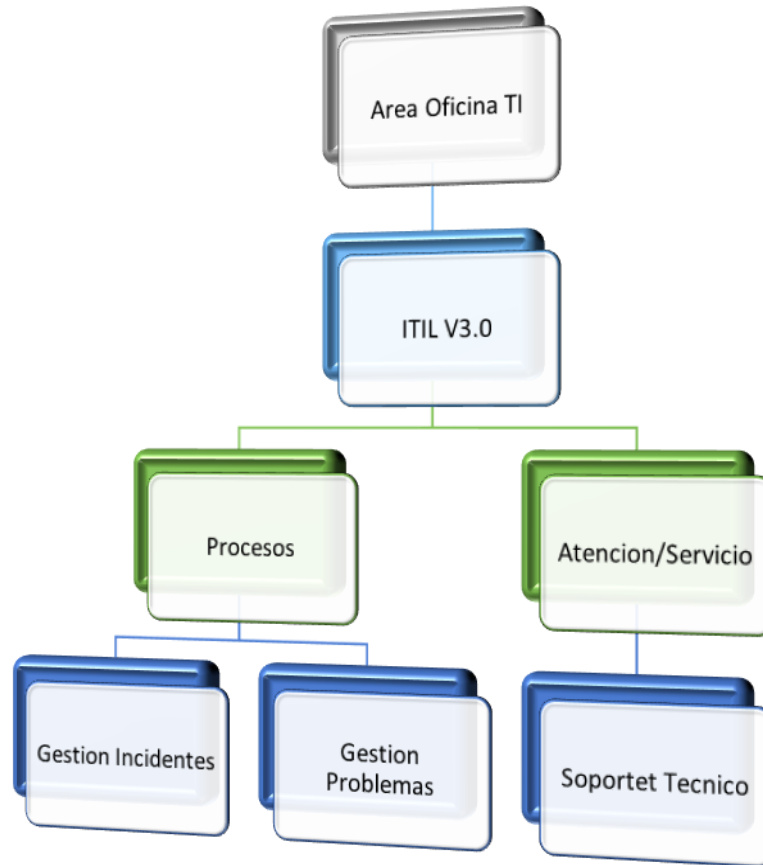 Area Oficina TI
ITIL V3.0
Procesos
Atencion/Servicio
Gestion Incidentes
Gestion
Problemas
Soportet Tecnico